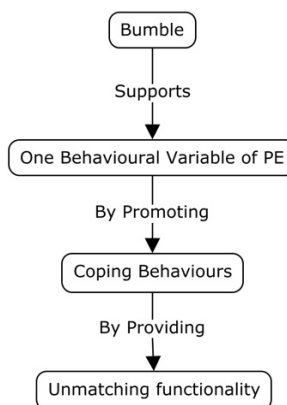 Bumble
Supports
One Behavioural Variable of PE
By Promoting
Coping Behaviours
By Providing
Unmatching functionality